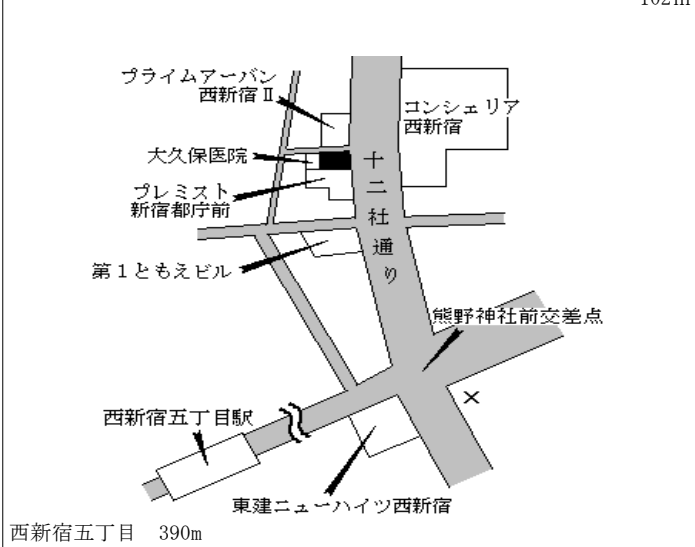 102m
プライムアーバン
西新宿Ⅱ
コンシェリア
西新宿
大久保医院
プレミスト
新宿都庁前
十二社通り
第1ともえビル
熊野神社前交差点
西新宿五丁目駅
東建ニューハイツ西新宿
西新宿五丁目　390m